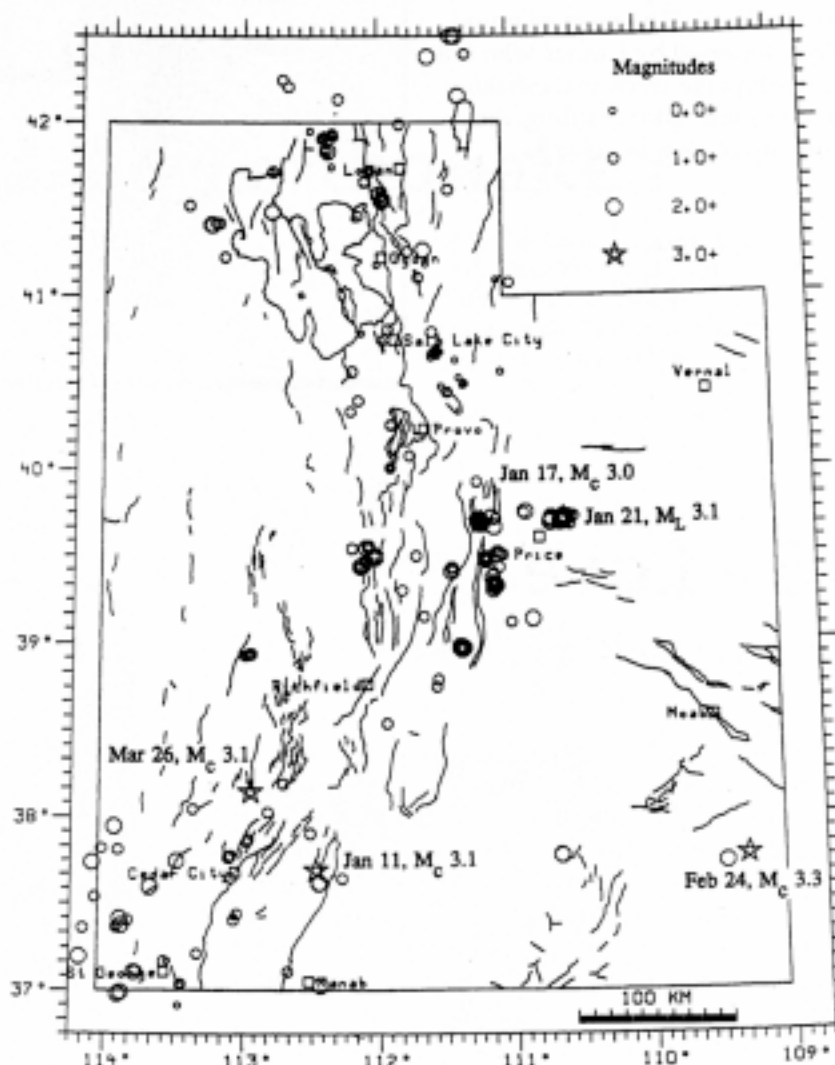 Magnitudes
0.0+
1.0+
2.0+
3.0+
42°
Logan
Ogden
41°
Salt Lake City
Vernal
Provo
40°
Jan 17, Mc 3.0
Jan 21, ML 3.1
Price
39°
Richfield
Moab
Mar 26, Mc 3.1
38°
Jan 11, Mc 3.1
Cedar City
Feb 24, Mc 3.3
St George
Kanab
37°
100 KM
114°
113°
112°
111°
110°
109°